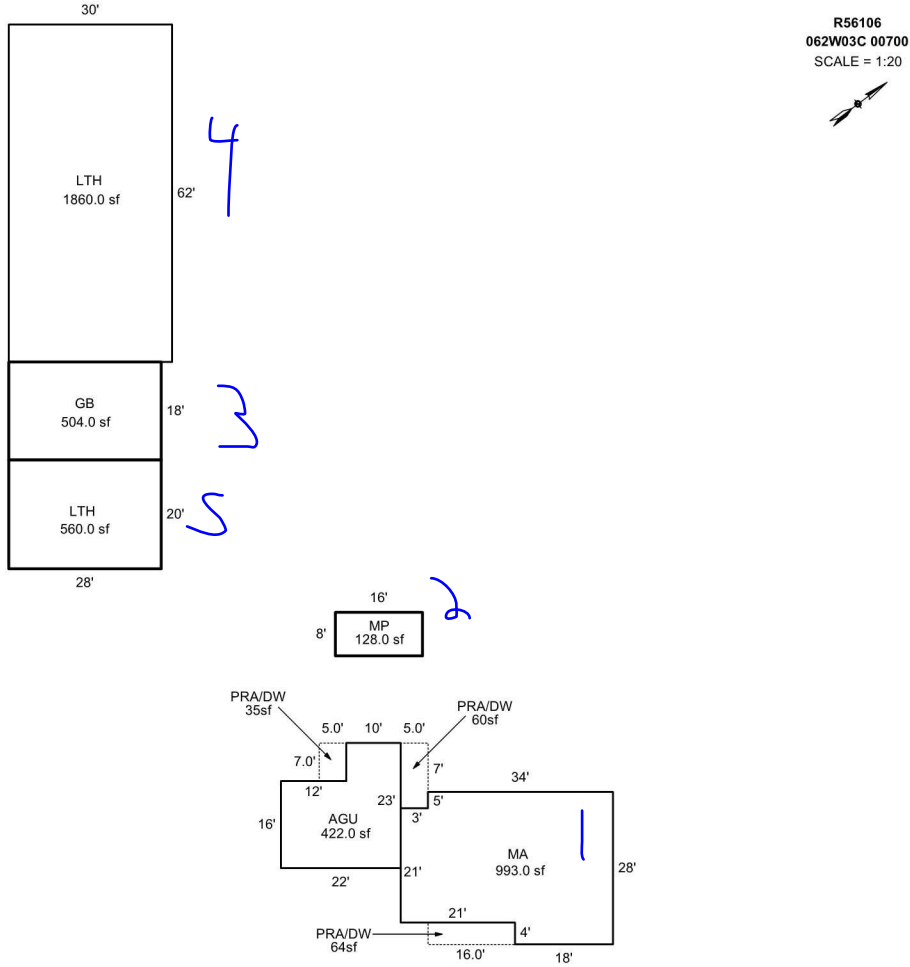 30'
R56106
062W03C 00700
SCALE = 1:20
4
LTH
1860.0 sf
62'
GB
504.0 sf
18'
3
LTH
560.0 sf
20'
5
28'
16'
2
8'
MP
128.0 sf
PRA/DW
35sf
PRA/DW
60sf
5.0'
10'
5.0'
7.0'
7'
34'
12'
23'
5'
3'
16'
AGU
422.0 sf
1
MA
993.0 sf
28'
22'
21'
21'
PRA/DW
64sf
4'
16.0'
18'